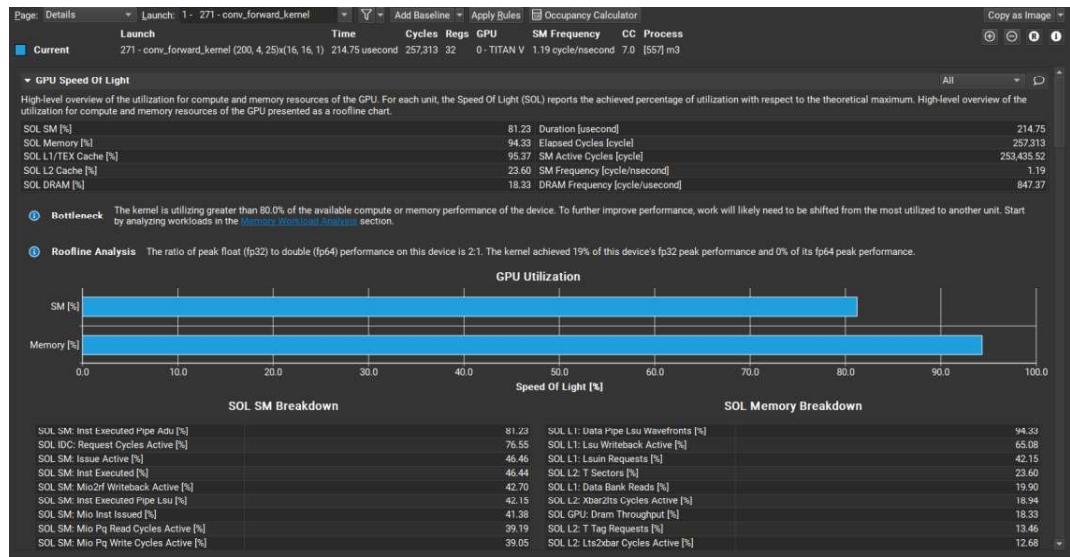 Page: Details Launch: 1 - 271 - conv_forward_kernel Add Baseline Apply Rules Occupancy Calculator Copy as Image
Launch Time Cycles Regs GPU SM Frequency CC Process
Current 271 - conv_forward_kernel (200, 4, 25)x(16, 16, 1) 214.75 usecond 257,313 32 0 - TITAN V 1.19 cycle/nsecond 7.0 [557] m3
GPU Speed Of Light All
High-level overview of the utilization for compute and memory resources of the GPU. For each unit, the Speed Of Light (SOL) reports the achieved percentage of utilization with respect to the theoretical maximum. High-level overview of the
utilization for compute and memory resources of the GPU presented as a roofline chart.
SOL SM [%] 81.23 Duration [usecond] 214.75
SOL Memory [%] 94.33 Elapsed Cycles [cycle] 257,313
SOL L1/TEX Cache [%] 95.37 SM Active Cycles [cycle] 253,435.52
SOL L2 Cache [%] 23.60 SM Frequency [cycle/nsecond] 1.19
SOL DRAM [%] 18.33 DRAM Frequency [cycle/usecond] 847.37
Bottleneck The kernel is utilizing greater than 80.0% of the available compute or memory performance of the device. To further improve performance, work will likely need to be shifted from the most utilized to another unit. Start
by analyzing workloads in the Memory Workload Analysis section.
Roofline Analysis The ratio of peak float (fp32) to double (fp64) performance on this device is 2:1. The kernel achieved 19% of this device's fp32 peak performance and 0% of its fp64 peak performance.
GPU Utilization
SM [%]
Memory [%]
0.0 10.0 20.0 30.0 40.0 50.0 60.0 70.0 80.0 90.0 100.0
Speed Of Light [%]
SOL SM Breakdown SOL Memory Breakdown
SOL SM: Inst Executed Pipe Adu [%] 81.23 SOL L1: Data Pipe Lsu Wavefronts [%] 94.33
SOL IDC: Request Cycles Active [%] 76.55 SOL L1: Lsu Writeback Active [%] 65.08
SOL SM: Issue Active [%] 46.46 SOL L1: Lsuin Requests [%] 42.15
SOL SM: Inst Executed [%] 46.44 SOL L2: T Sectors [%] 23.60
SOL SM: Mio2rf Writeback Active [%] 42.70 SOL L1: Data Bank Reads [%] 19.90
SOL SM: Inst Executed Pipe Lsu [%] 42.15 SOL L2: Xbar2lts Cycles Active [%] 18.94
SOL SM: Mio Inst Issued [%] 41.38 SOL GPU: Dram Throughput [%] 18.33
SOL SM: Mio Pq Read Cycles Active [%] 39.19 SOL L2: T Tag Requests [%] 13.46
SOL SM: Mio Pq Write Cycles Active [%] 39.05 SOL L2: Lts2xbar Cycles Active [%] 12.68